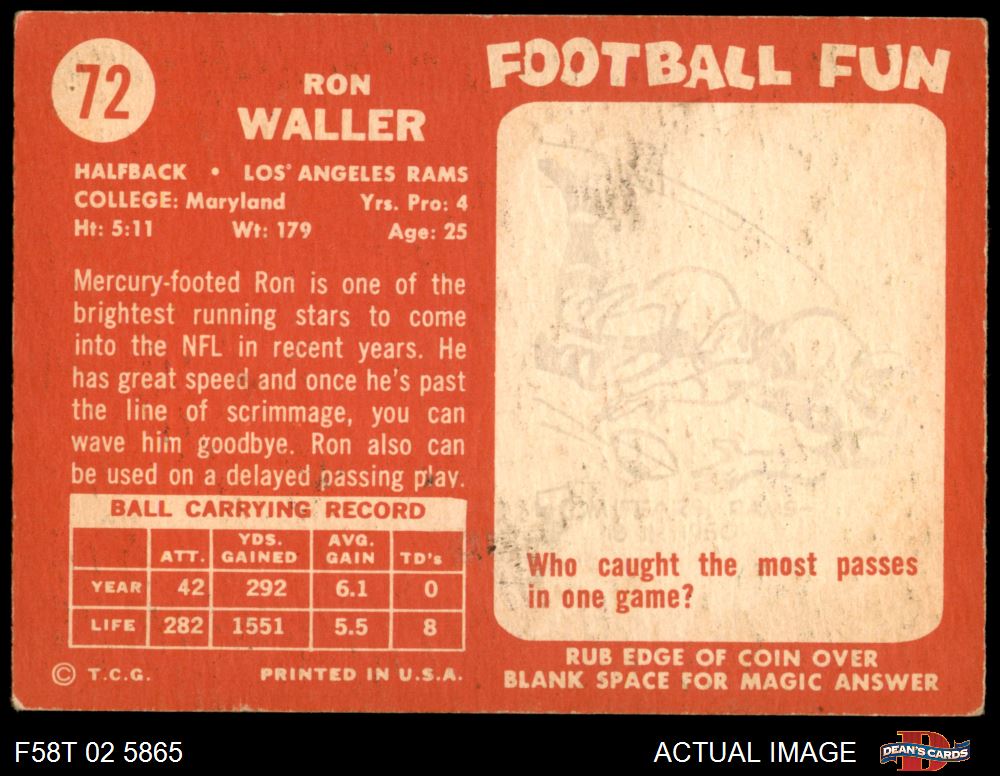 72
RON
WALLER
HALFBACK • LOS ANGELES RAMS
COLLEGE: Maryland Yrs. Pro: 4
Ht: 5:11 Wt: 179 Age: 25
Mercury-footed Ron is one of the
brightest running stars to come
into the NFL in recent years. He
has great speed and once he's past
the line of scrimmage, you can
wave him goodbye. Ron also can
be used on a delayed passing play.
BALL CARRYING RECORD
ATT. YDS. GAINED AVG. GAIN TD's
YEAR 42 292 6.1 0
LIFE 282 1551 5.5 8
© T.C.G. PRINTED IN U.S.A.
FOOTBALL FUN
Who caught the most passes
in one game?
RUB EDGE OF COIN OVER
BLANK SPACE FOR MAGIC ANSWER
F58T 02 5865
ACTUAL IMAGE
DEAN'S CARDS